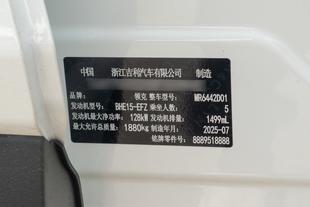 中国 浙江吉利汽车有限公司 制造
品牌： 领克 整车型号： MR6442D01
发动机型号： BHE15-EFZ 乘坐人数： 5
发动机最大净功率： 128kW 发动机排量： 1499mL
最大允许总质量： 1880kg 制造年月： 2025-07
铭牌零件号： 8889518888